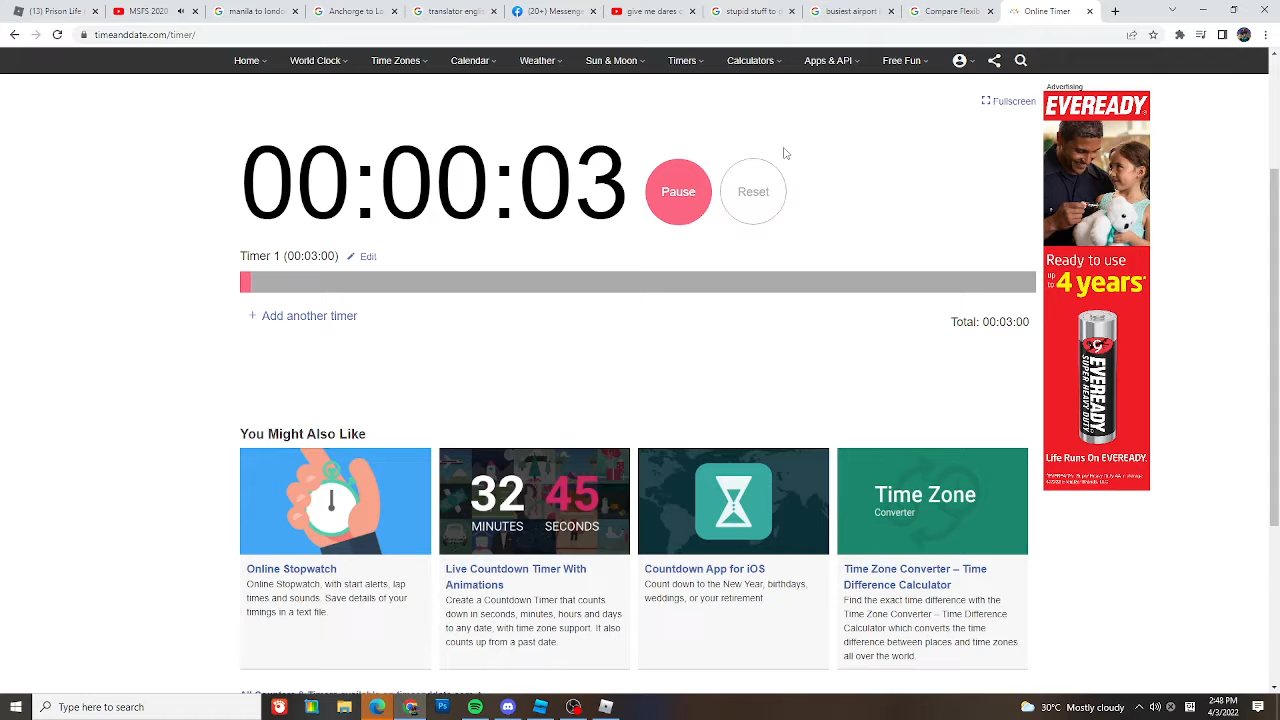 Prison Life
MSFS 2020
manila to londo
Anchorge to L
translator englis
(20+) Messenge
give me dares c
stupid stuff to d
busiest airport i
Compare Flexib
Online Timer
timeanddate.com/timer/
Home World Clock Time Zones Calendar Weather Sun & Moon Timers Calculators Apps & API Free Fun
Fullscreen
Advertising
EVEREADY
00:00:03
Pause
Reset
Timer 1 (00:03:00) Edit
+ Add another timer
Total: 00:03:00
Ready to use
up to 4 years*
EVEREADY
SUPER HEAVY DUTY
Life Runs On EVEREADY.
You Might Also Like
32 45
MINUTES SECONDS
Time Zone
Converter
Online Stopwatch
Online Stopwatch, with start alerts, lap
times and sounds. Save details of your
timings in a text file.
Live Countdown Timer With
Animations
Create a Countdown Timer that counts
down in seconds, minutes, hours and days
to any date, with time zone support. It also
counts up from a past date.
Countdown App for iOS
Count down to the New Year, birthdays,
weddings, or your retirement
Time Zone Converter – Time
Difference Calculator
Find the exact time difference with the
Time Zone Converter – Time Difference
Calculator which converts the time
difference between places and time zones
all over the world.
Type here to search
30°C Mostly cloudy
2:48 PM
4/3/2022